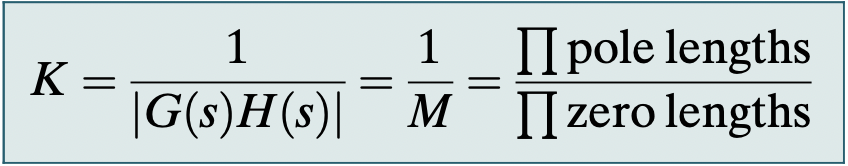 K = 1 / |G(s)H(s)| = 1 / M = ∏ pole lengths / ∏ zero lengths